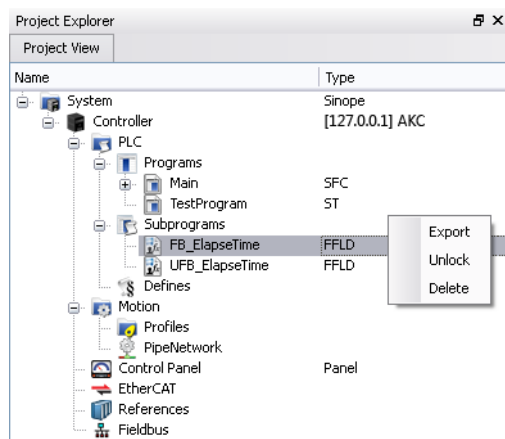 Project Explorer
Project View
Name Type
System Sinope
Controller [127.0.0.1] AKC
PLC
Programs
Main SFC
TestProgram ST
Subprograms
FB_ElapseTime FFLD
UFB_ElapseTime FFLD
Defines
Motion
Profiles
PipeNetwork
Control Panel Panel
EtherCAT
References
Fieldbus
Export
Unlock
Delete